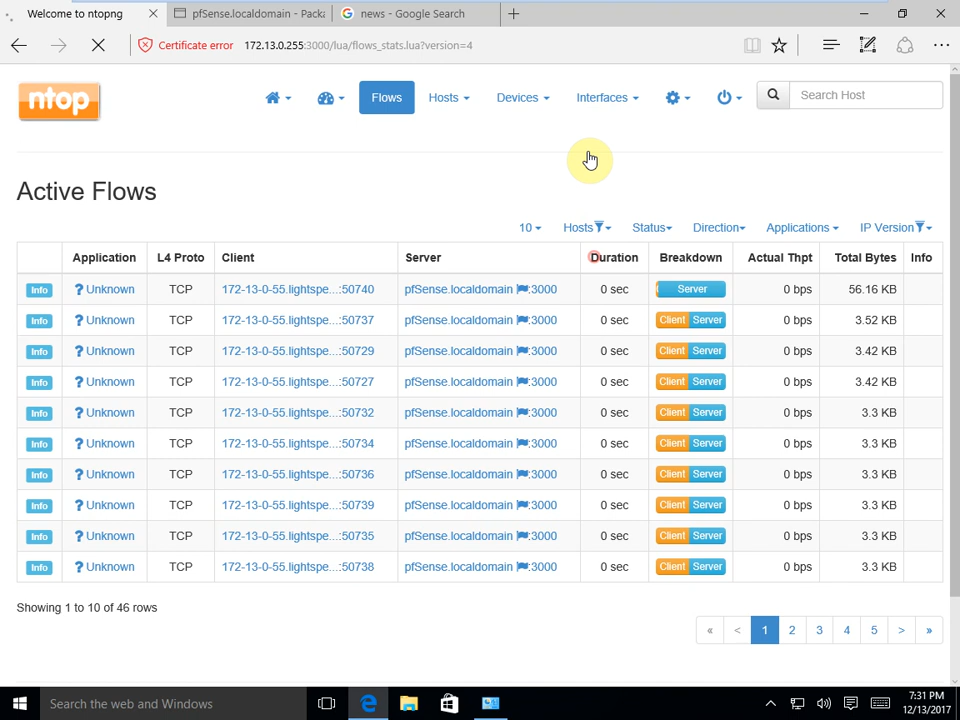 Welcome to ntopng
pfSense.localdomain - Packa
news - Google Search
Certificate error
172.13.0.255:3000/lua/flows_stats.lua?version=4
ntop
Flows
Hosts
Devices
Interfaces
Search Host
Active Flows
10 Hosts Status Direction Applications IP Version
Application L4 Proto Client Server Duration Breakdown Actual Thpt Total Bytes Info
Info ? Unknown TCP 172-13-0-55.lightspe...:50740 pfSense.localdomain :3000 0 sec Server 0 bps 56.16 KB
Info ? Unknown TCP 172-13-0-55.lightspe...:50737 pfSense.localdomain :3000 0 sec Client Server 0 bps 3.52 KB
Info ? Unknown TCP 172-13-0-55.lightspe...:50729 pfSense.localdomain :3000 0 sec Client Server 0 bps 3.42 KB
Info ? Unknown TCP 172-13-0-55.lightspe...:50727 pfSense.localdomain :3000 0 sec Client Server 0 bps 3.42 KB
Info ? Unknown TCP 172-13-0-55.lightspe...:50732 pfSense.localdomain :3000 0 sec Client Server 0 bps 3.3 KB
Info ? Unknown TCP 172-13-0-55.lightspe...:50734 pfSense.localdomain :3000 0 sec Client Server 0 bps 3.3 KB
Info ? Unknown TCP 172-13-0-55.lightspe...:50736 pfSense.localdomain :3000 0 sec Client Server 0 bps 3.3 KB
Info ? Unknown TCP 172-13-0-55.lightspe...:50739 pfSense.localdomain :3000 0 sec Client Server 0 bps 3.3 KB
Info ? Unknown TCP 172-13-0-55.lightspe...:50735 pfSense.localdomain :3000 0 sec Client Server 0 bps 3.3 KB
Info ? Unknown TCP 172-13-0-55.lightspe...:50738 pfSense.localdomain :3000 0 sec Client Server 0 bps 3.3 KB
Showing 1 to 10 of 46 rows
« < 1 2 3 4 5 > »
Search the web and Windows
7:31 PM
12/13/2017